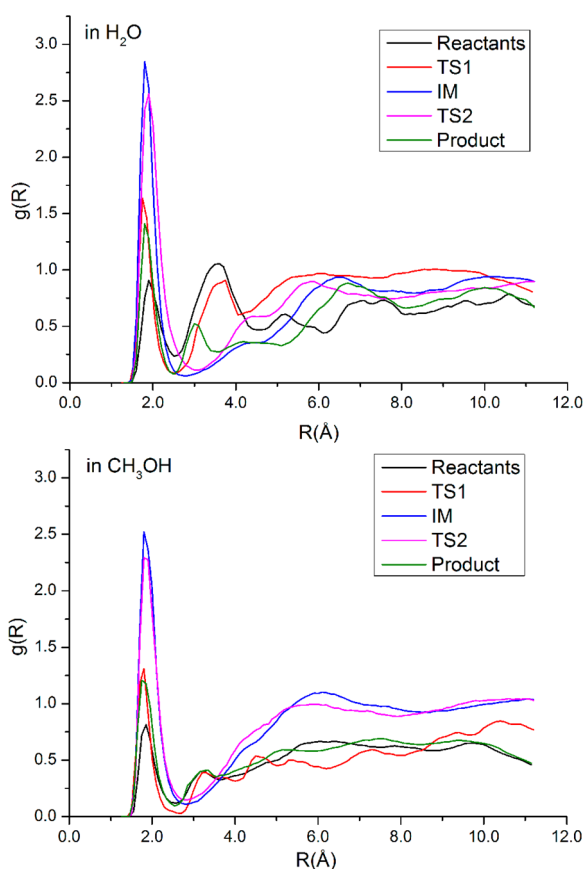 in H₂O
Reactants
TS1
IM
TS2
Product
g(R)
3.0
2.5
2.0
1.5
1.0
0.5
0.0
0.0 2.0 4.0 6.0 8.0 10.0 12.0
R(Å)
in CH₃OH
Reactants
TS1
IM
TS2
Product
g(R)
3.0
2.5
2.0
1.5
1.0
0.5
0.0
0.0 2.0 4.0 6.0 8.0 10.0 12.0
R(Å)